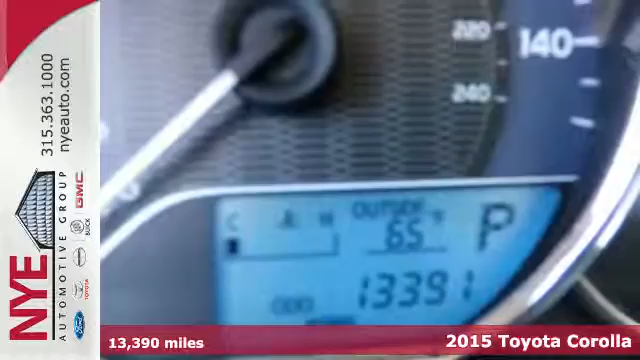 315.363.1000
nyeauto.com
NYE
AUTOMOTIVE GROUP
GMC
BUICK
TOYOTA
Ford
220
140
240
C
H
OUTSIDE
65
P
ODO
13391
13,390 miles
2015 Toyota Corolla